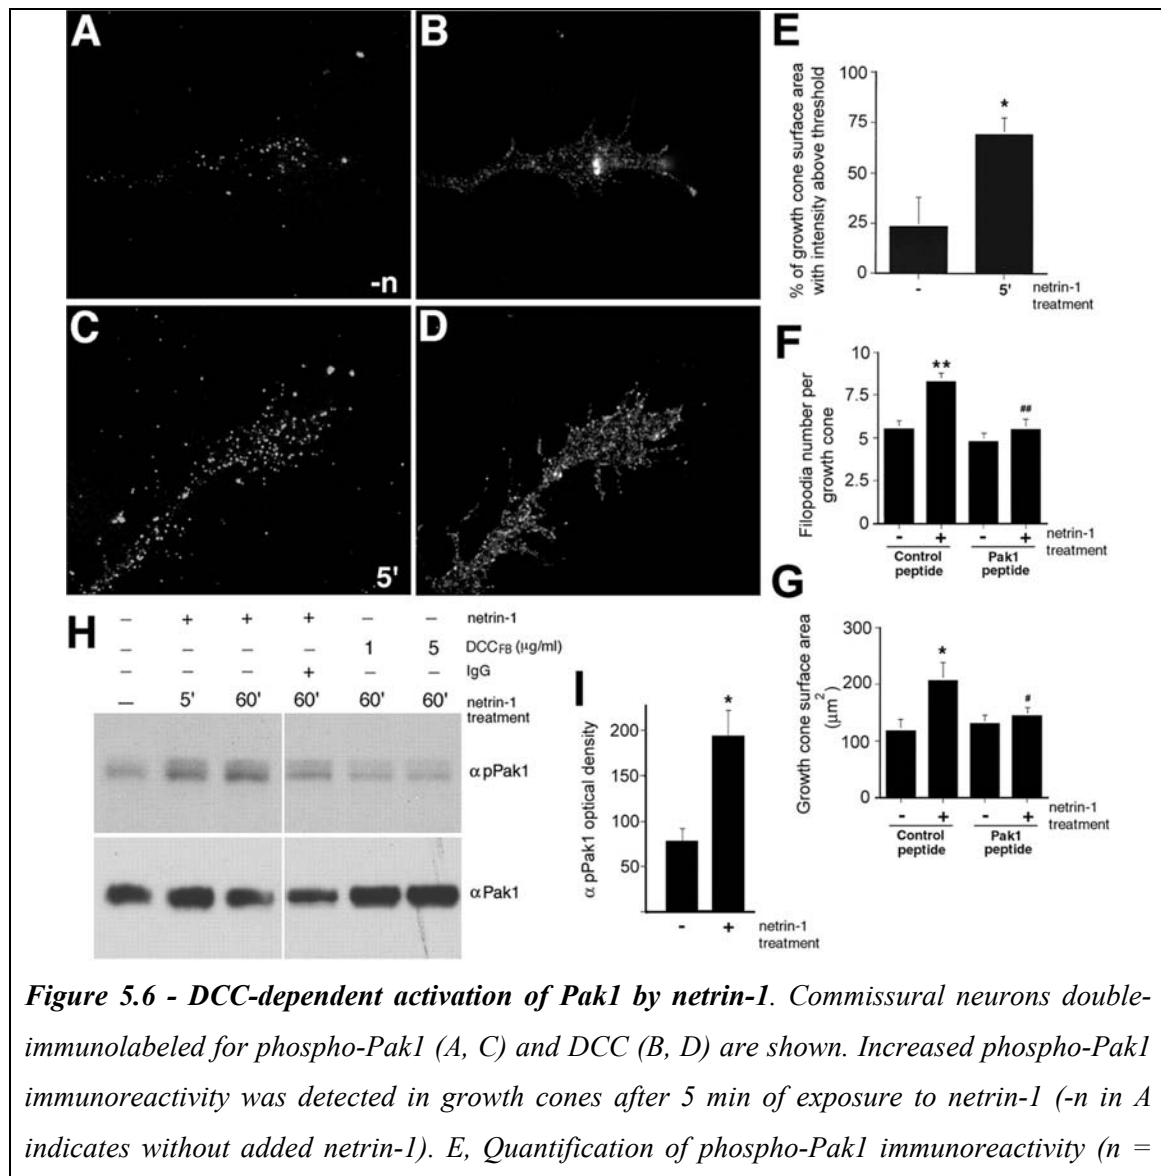 A
B
-n
C
D
5'
E
% of growth cone surface area
with intensity above threshold
100
75
50
25
0
*
-
5'
netrin-1
treatment
F
Filopodia number per
growth cone
10
7.5
5
2.5
0
**
##
- + - +
netrin-1
treatment
Control
peptide
Pak1
peptide
G
Growth cone surface area
(μm²)
300
200
100
0
*
#
- + - +
netrin-1
treatment
Control
peptide
Pak1
peptide
H
– + + + – – netrin-1
– – – – 1 5 DCCFB (μg/ml)
– – – + – – IgG
– 5' 60' 60' 60' 60' netrin-1
treatment
α pPak1
α Pak1
I
α pPak1 optical density
200
150
100
50
*
- +
netrin-1
treatment
Figure 5.6 - DCC-dependent activation of Pak1 by netrin-1. Commissural neurons double-
immunolabeled for phospho-Pak1 (A, C) and DCC (B, D) are shown. Increased phospho-Pak1
immunoreactivity was detected in growth cones after 5 min of exposure to netrin-1 (-n in A
indicates without added netrin-1). E, Quantification of phospho-Pak1 immunoreactivity (n =